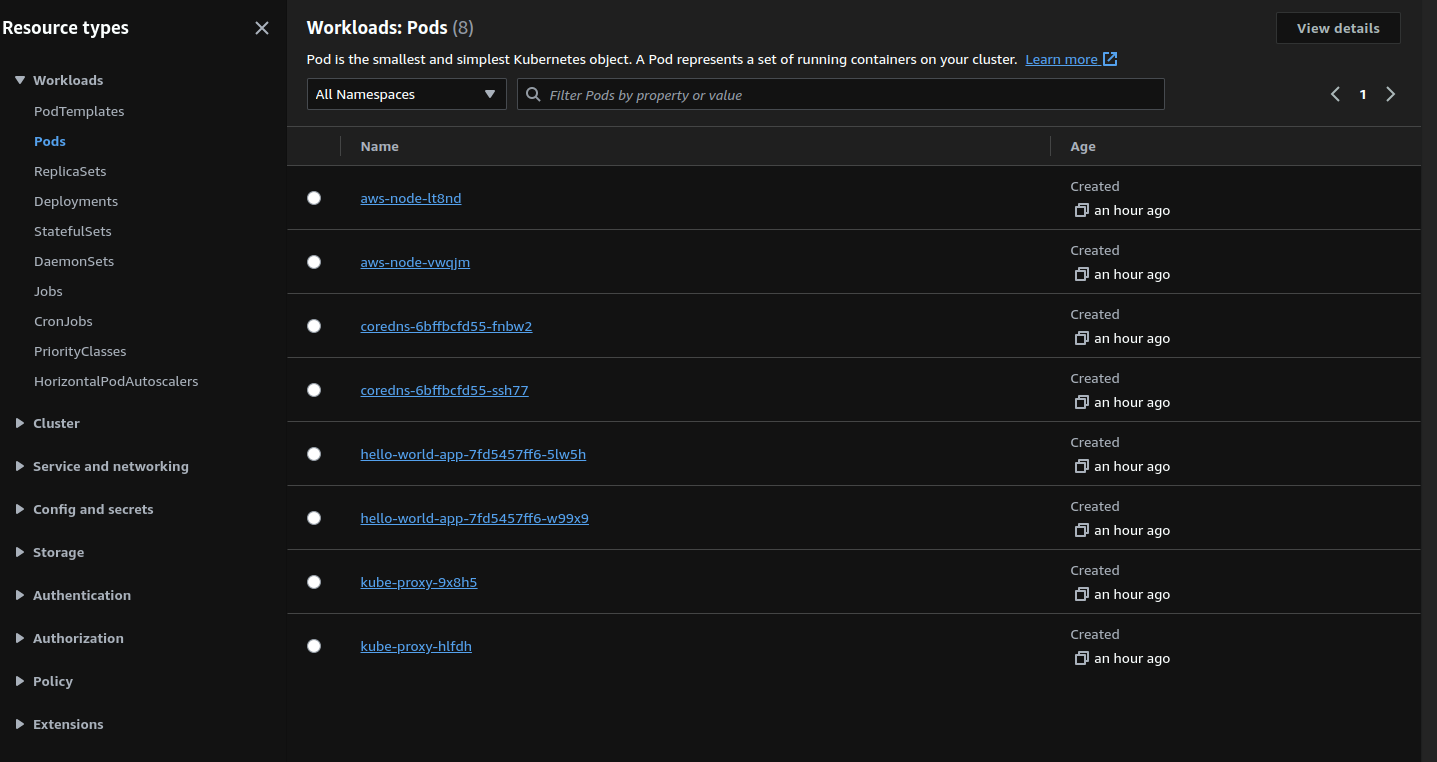 Resource types
Workloads
PodTemplates
Pods
ReplicaSets
Deployments
StatefulSets
DaemonSets
Jobs
CronJobs
PriorityClasses
HorizontalPodAutoscalers
Cluster
Service and networking
Config and secrets
Storage
Authentication
Authorization
Policy
Extensions
Workloads: Pods (8)
View details
Pod is the smallest and simplest Kubernetes object. A Pod represents a set of running containers on your cluster. Learn more
All Namespaces
Filter Pods by property or value
1
Name Age
aws-node-lt8nd
Created
an hour ago
aws-node-vwqjm
Created
an hour ago
coredns-6bffbcfd55-fnbw2
Created
an hour ago
coredns-6bffbcfd55-ssh77
Created
an hour ago
hello-world-app-7fd5457ff6-5lw5h
Created
an hour ago
hello-world-app-7fd5457ff6-w99x9
Created
an hour ago
kube-proxy-9x8h5
Created
an hour ago
kube-proxy-hlfdh
Created
an hour ago